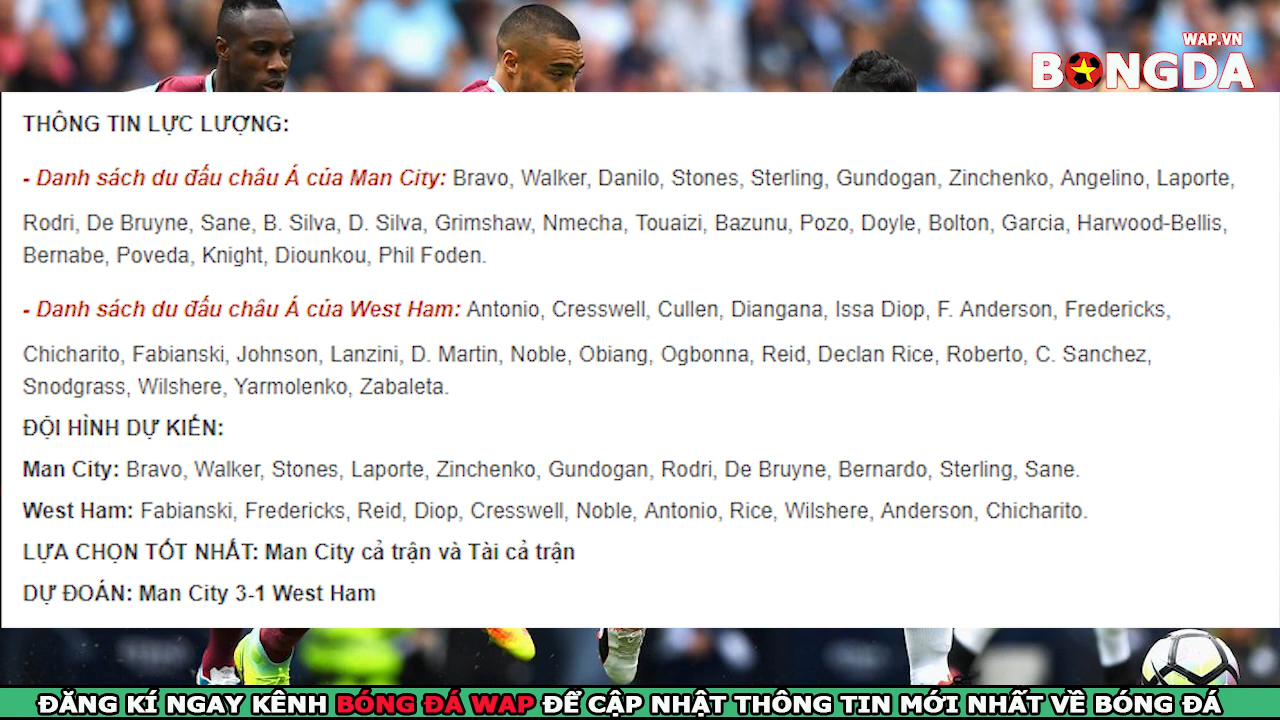 WAP.VN
BONGDA
THÔNG TIN LỰC LƯỢNG:
- Danh sách du đấu châu Á của Man City: Bravo, Walker, Danilo, Stones, Sterling, Gundogan, Zinchenko, Angelino, Laporte,
Rodri, De Bruyne, Sane, B. Silva, D. Silva, Grimshaw, Nmecha, Touaizi, Bazunu, Pozo, Doyle, Bolton, Garcia, Harwood-Bellis,
Bernabe, Poveda, Knight, Diounkou, Phil Foden.
- Danh sách du đấu châu Á của West Ham: Antonio, Cresswell, Cullen, Diangana, Issa Diop, F. Anderson, Fredericks,
Chicharito, Fabianski, Johnson, Lanzini, D. Martin, Noble, Obiang, Ogbonna, Reid, Declan Rice, Roberto, C. Sanchez,
Snodgrass, Wilshere, Yarmolenko, Zabaleta.
ĐỘI HÌNH DỰ KIẾN:
Man City: Bravo, Walker, Stones, Laporte, Zinchenko, Gundogan, Rodri, De Bruyne, Bernardo, Sterling, Sane.
West Ham: Fabianski, Fredericks, Reid, Diop, Cresswell, Noble, Antonio, Rice, Wilshere, Anderson, Chicharito.
LỰA CHỌN TỐT NHẤT: Man City cả trận và Tài cả trận
DỰ ĐOÁN: Man City 3-1 West Ham
ĐĂNG KÍ NGAY KÊNH BÓNG ĐÁ WAP ĐỂ CẬP NHẬT THÔNG TIN MỚI NHẤT VỀ BÓNG ĐÁ